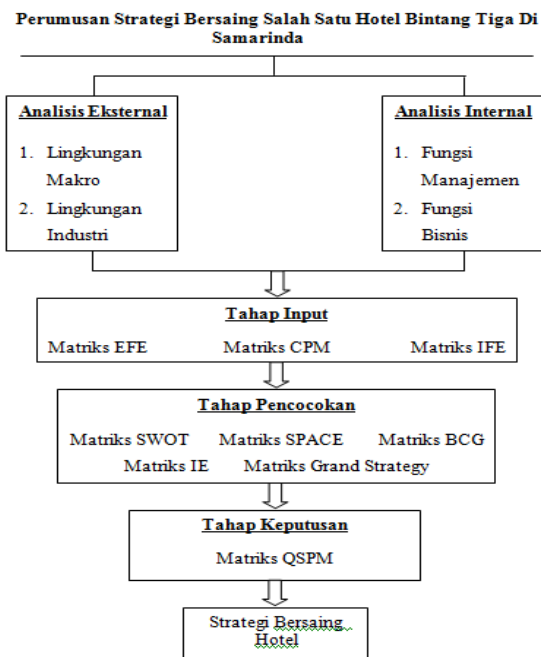 Perumusan Strategi Bersaing Salah Satu Hotel Bintang Tiga Di
Samarinda
Analisis Eksternal
1. Lingkungan
Makro
2. Lingkungan
Industri
Analisis Internal
1. Fungsi
Manajemen
2. Fungsi
Bisnis
Tahap Input
Matriks EFE Matriks CPM Matriks IFE
Tahap Pencocokan
Matriks SWOT Matriks SPACE Matriks BCG
Matriks IE Matriks Grand Strategy
Tahap Keputusan
Matriks QSPM
Strategi Bersaing
Hotel